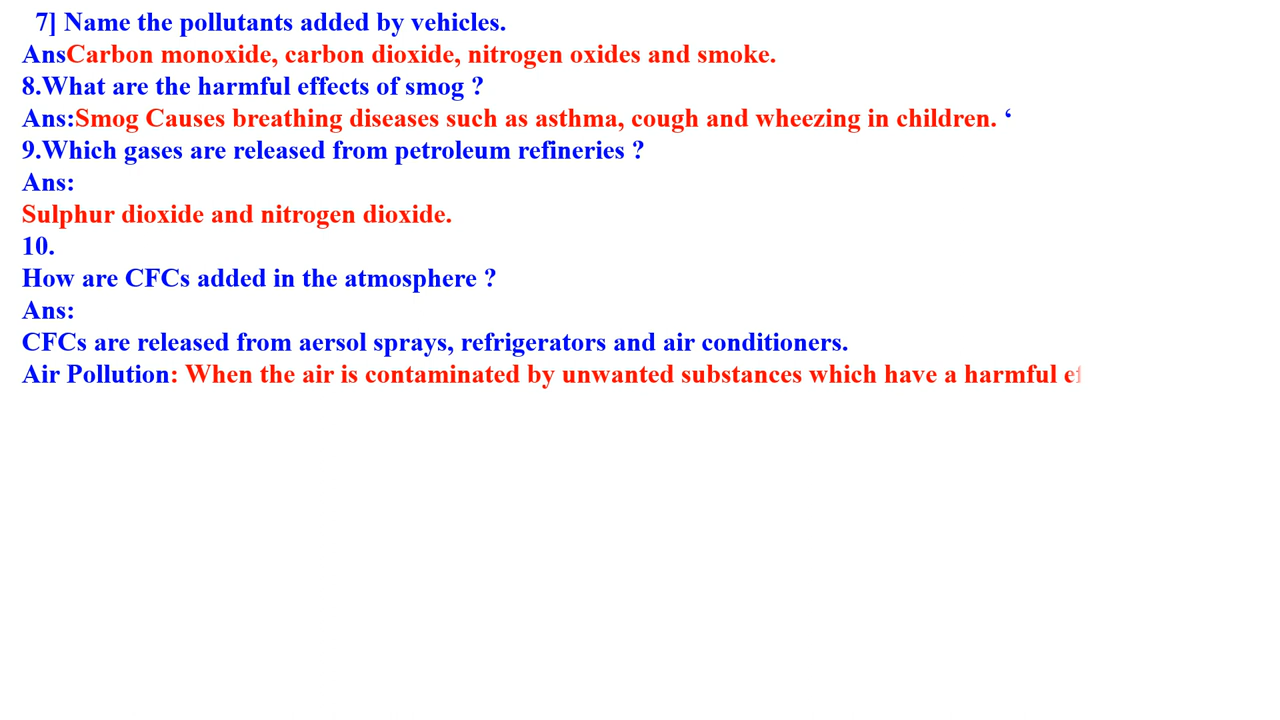 7] Name the pollutants added by vehicles.
AnsCarbon monoxide, carbon dioxide, nitrogen oxides and smoke.
8.What are the harmful effects of smog ?
Ans:Smog Causes breathing diseases such as asthma, cough and wheezing in children. ‘
9.Which gases are released from petroleum refineries ?
Ans:
Sulphur dioxide and nitrogen dioxide.
10.
How are CFCs added in the atmosphere ?
Ans:
CFCs are released from aersol sprays, refrigerators and air conditioners.
Air Pollution: When the air is contaminated by unwanted substances which have a harmful